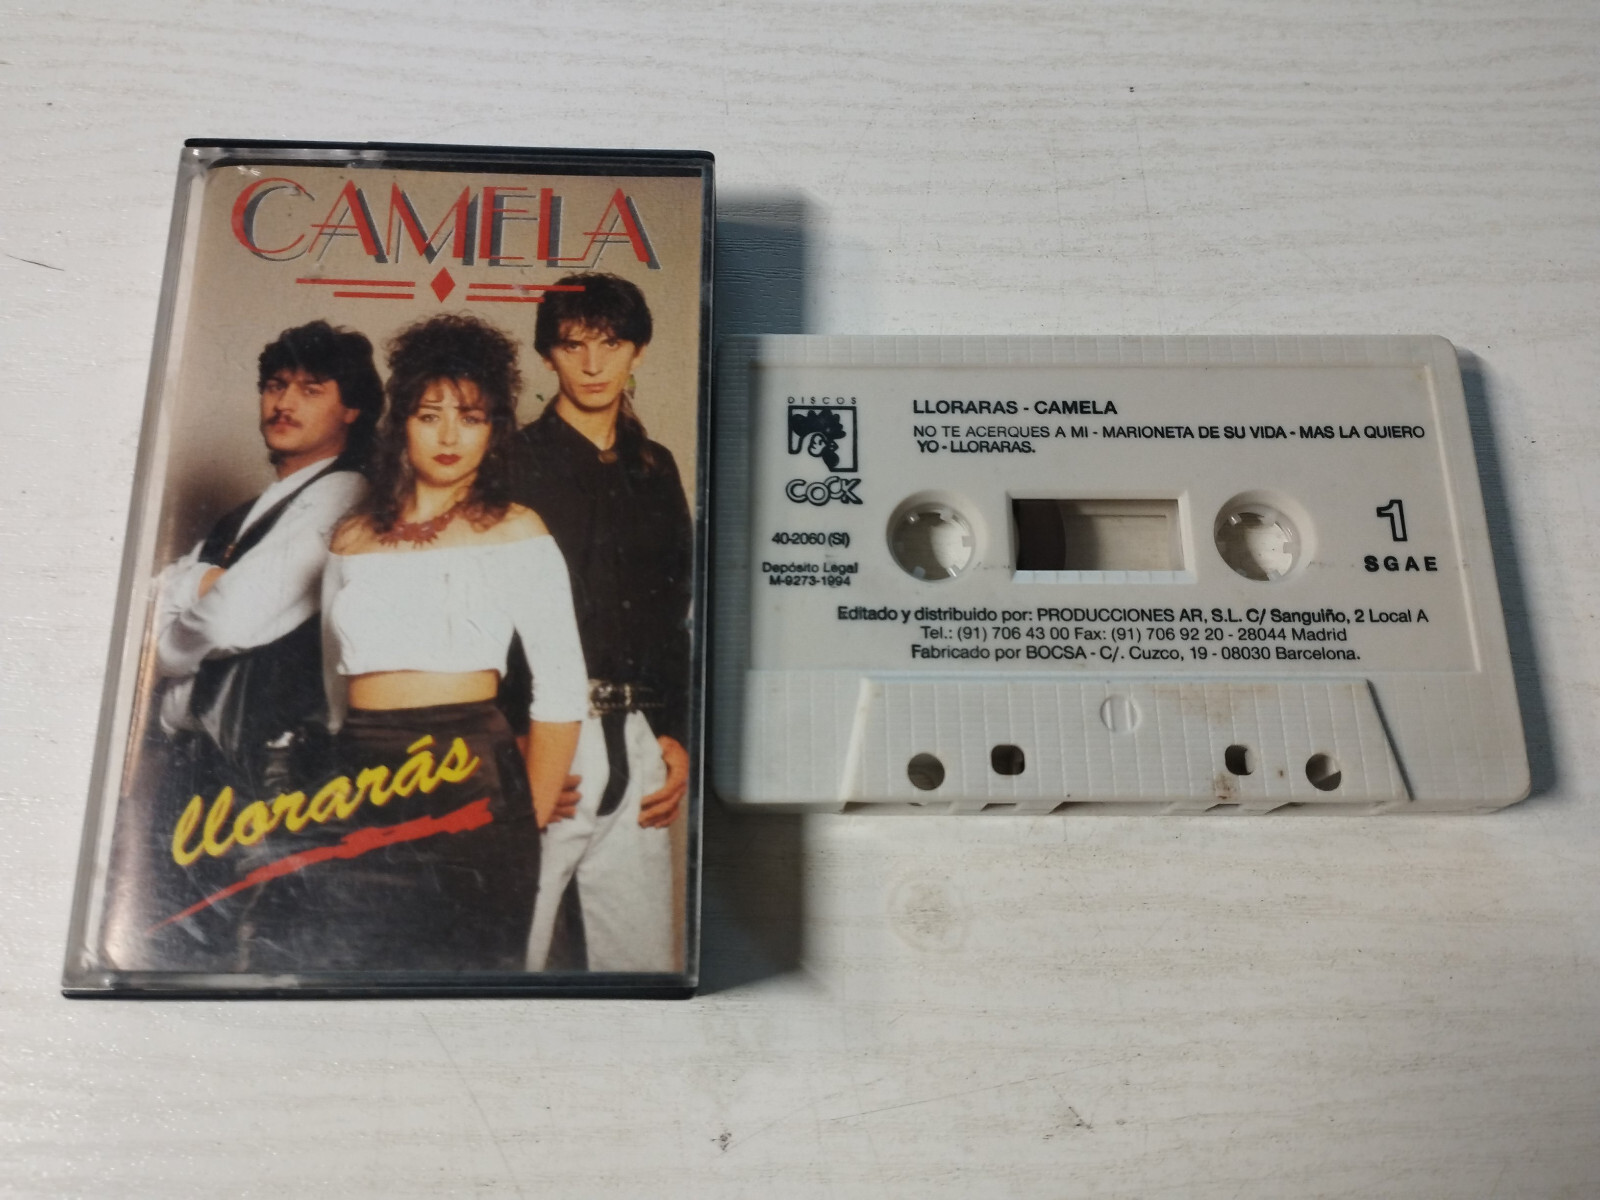 CAMELA
llorarás
DISCOS
COCK
40-2060 (SI)
Depósito Legal
M-9273-1994
LLORARAS - CAMELA
NO TE ACERQUES A MI - MARIONETA DE SU VIDA - MAS LA QUIERO
YO - LLORARAS.
1
SGAE
Editado y distribuido por: PRODUCCIONES AR, S.L. C/ Sanguiño, 2 Local A
Tel.: (91) 706 43 00 Fax: (91) 706 92 20 - 28044 Madrid
Fabricado por BOCSA - C/. Cuzco, 19 - 08030 Barcelona.